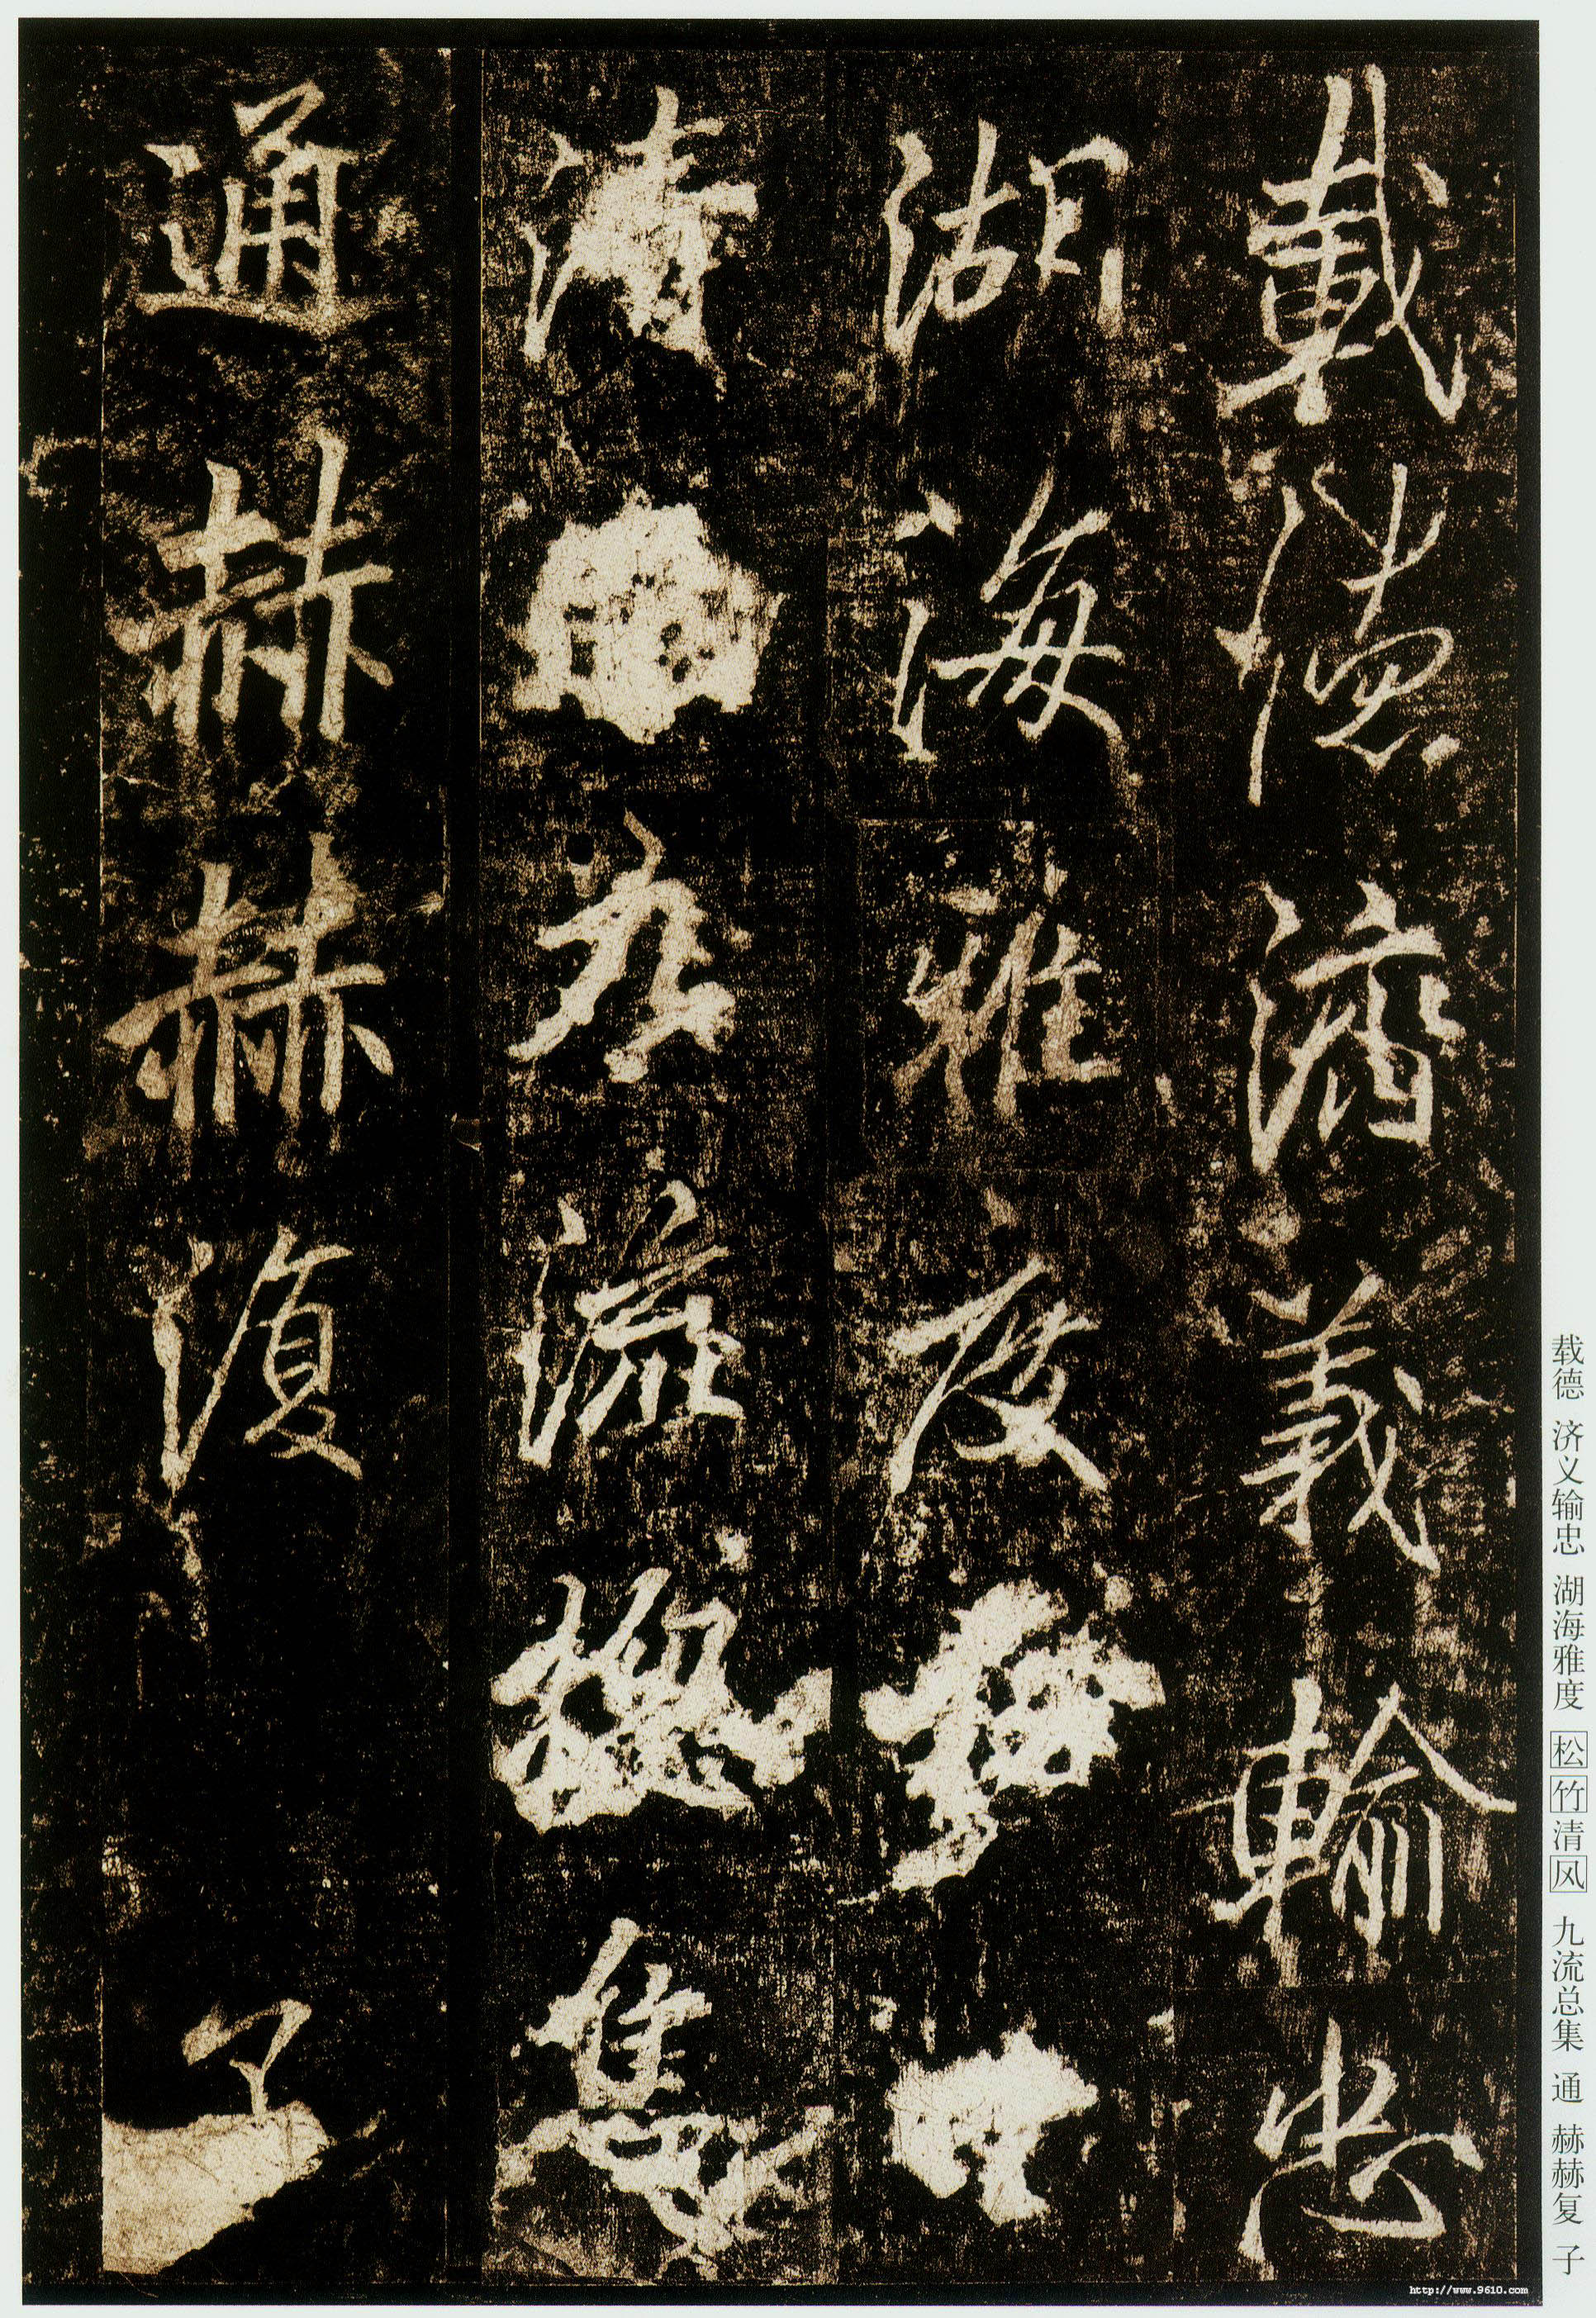 載德濟義輸忠
湖海雅度
清九流揔集
通赫赫復子
载德 济义输忠 湖海雅度 松竹清风 九流总集 通 赫赫复 子
http://www.9610.com